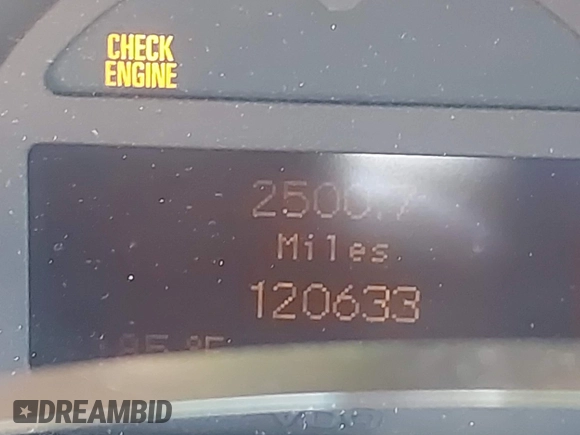 CHECK
ENGINE
2500.7
Miles
120633
DREAMBID